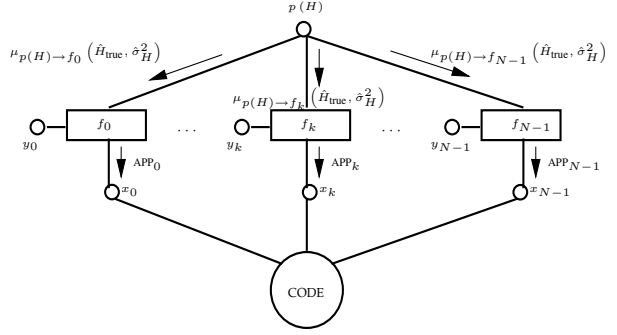 p(H)
μ_{p(H)→f_0} (Ĥ_true, σ̂²_H)
μ_{p(H)→f_k} (Ĥ_true, σ̂²_H)
μ_{p(H)→f_{N−1}} (Ĥ_true, σ̂²_H)
f_0 ... f_k ... f_{N−1}
y_0 y_k y_{N−1}
APP_0 APP_k APP_{N−1}
x_0 x_k x_{N−1}
CODE